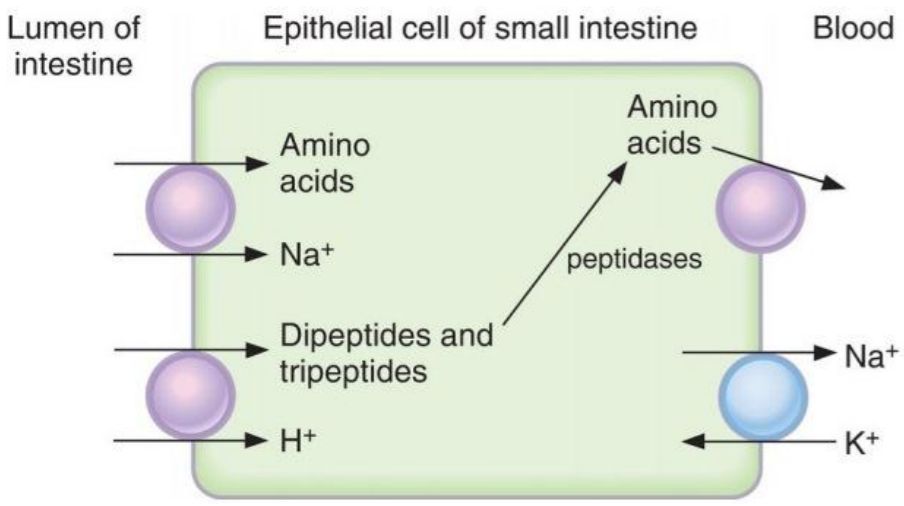 Lumen of
intestine
Epithelial cell of small intestine
Blood
Amino
acids
Na⁺
Dipeptides and
tripeptides
H⁺
peptidases
Amino
acids
Na⁺
K⁺